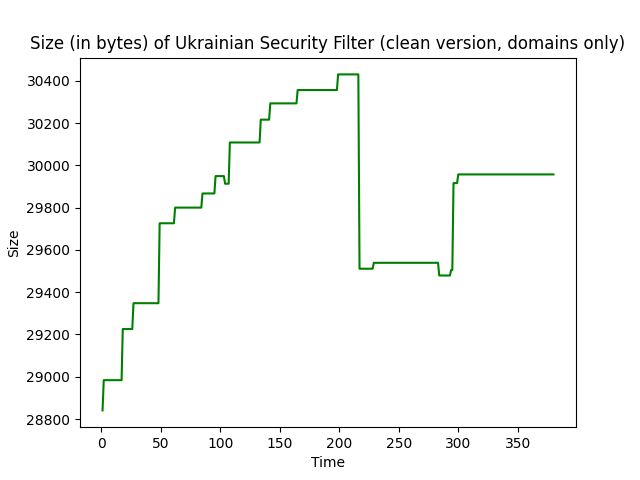 Size (in bytes) of Ukrainian Security Filter (clean version, domains only)
30400
30200
30000
29800
29600
29400
29200
29000
28800
Size
0 50 100 150 200 250 300 350
Time